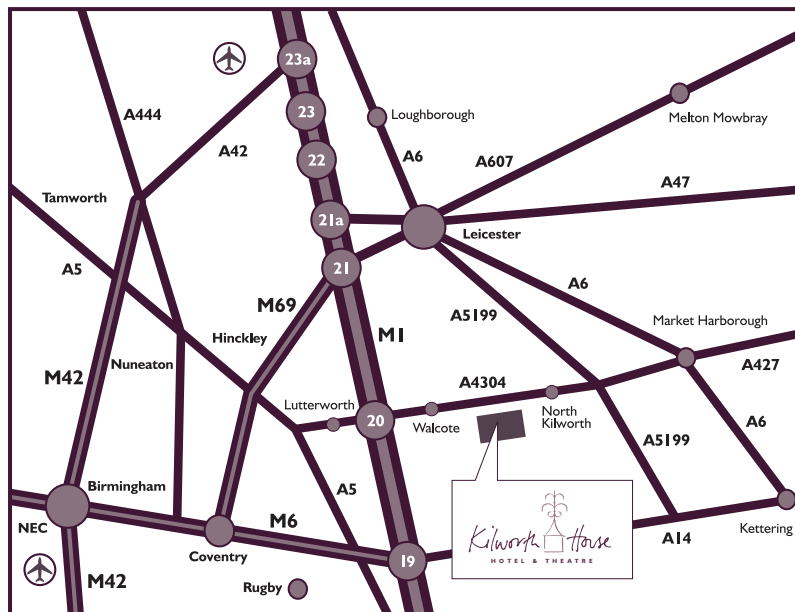 23a
A444
23
Loughborough
Melton Mowbray
A42
22
A6
A607
A47
Tamworth
21a
Leicester
A5
21
A6
M69
A5199
Market Harborough
Hinckley
M1
Nuneaton
A427
M42
A4304
Lutterworth
20
Walcote
North
Kilworth
A5199
A6
A5
Birmingham
NEC
M6
Kilworth House
HOTEL & THEATRE
Kettering
A14
Coventry
19
M42
Rugby